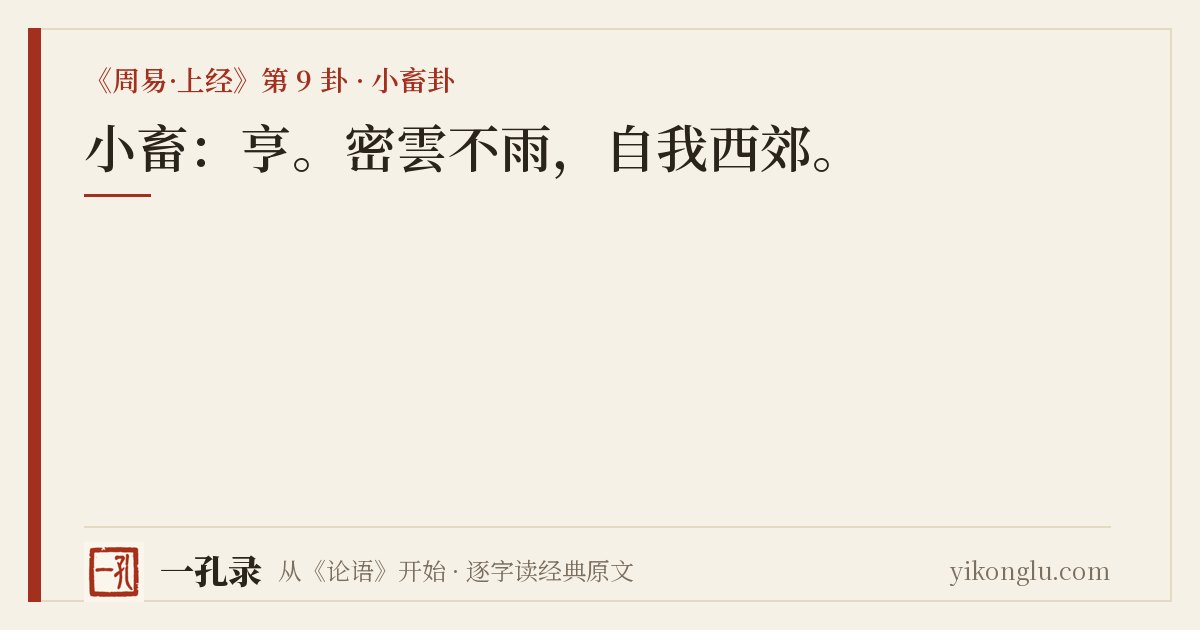 《周易·上经》第 9 卦 · 小畜卦
小畜：亨。密雲不雨，自我西郊。
一孔
一孔录 从《论语》开始 · 逐字读经典原文
yikonglu.com